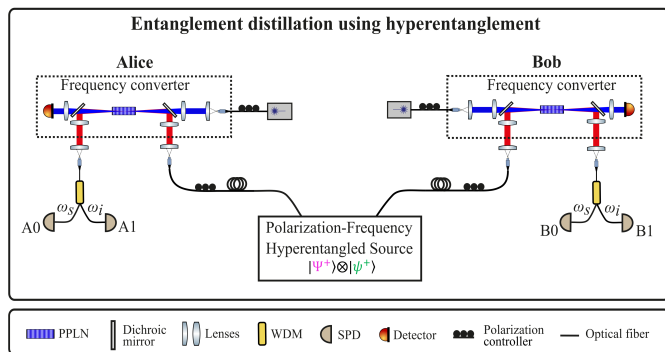 Entanglement distillation using hyperentanglement
Alice
Bob
Frequency converter
Frequency converter
ωs ωi
A0 A1
ωs ωi
B0 B1
Polarization-Frequency
Hyperentangled Source
|Ψ⁺⟩⊗|ψ⁺⟩
PPLN
Dichroic
mirror
Lenses
WDM
SPD
Detector
Polarization
controller
Optical fiber